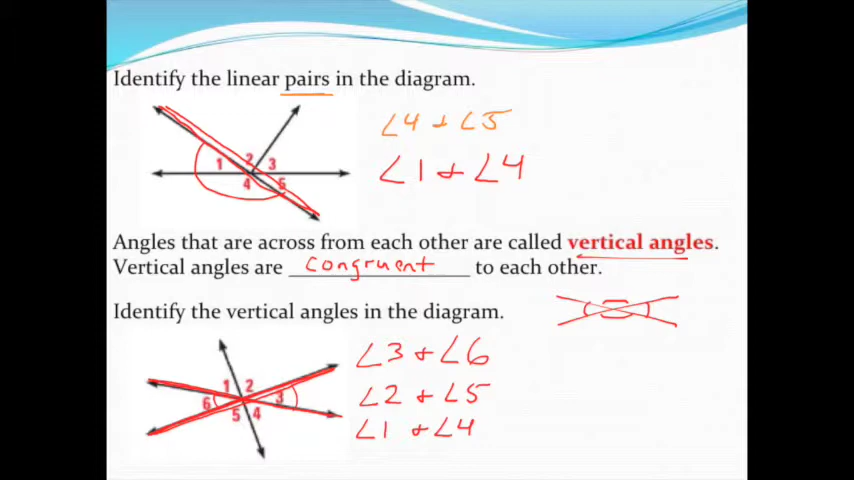 Identify the linear pairs in the diagram.
∠4 + ∠5
∠1 + ∠4
1 2 3
4 5
Angles that are across from each other are called vertical angles.
Vertical angles are congruent to each other.
Identify the vertical angles in the diagram.
∠3 + ∠6
∠2 + ∠5
∠1 + ∠4
1 2
6 3
5 4